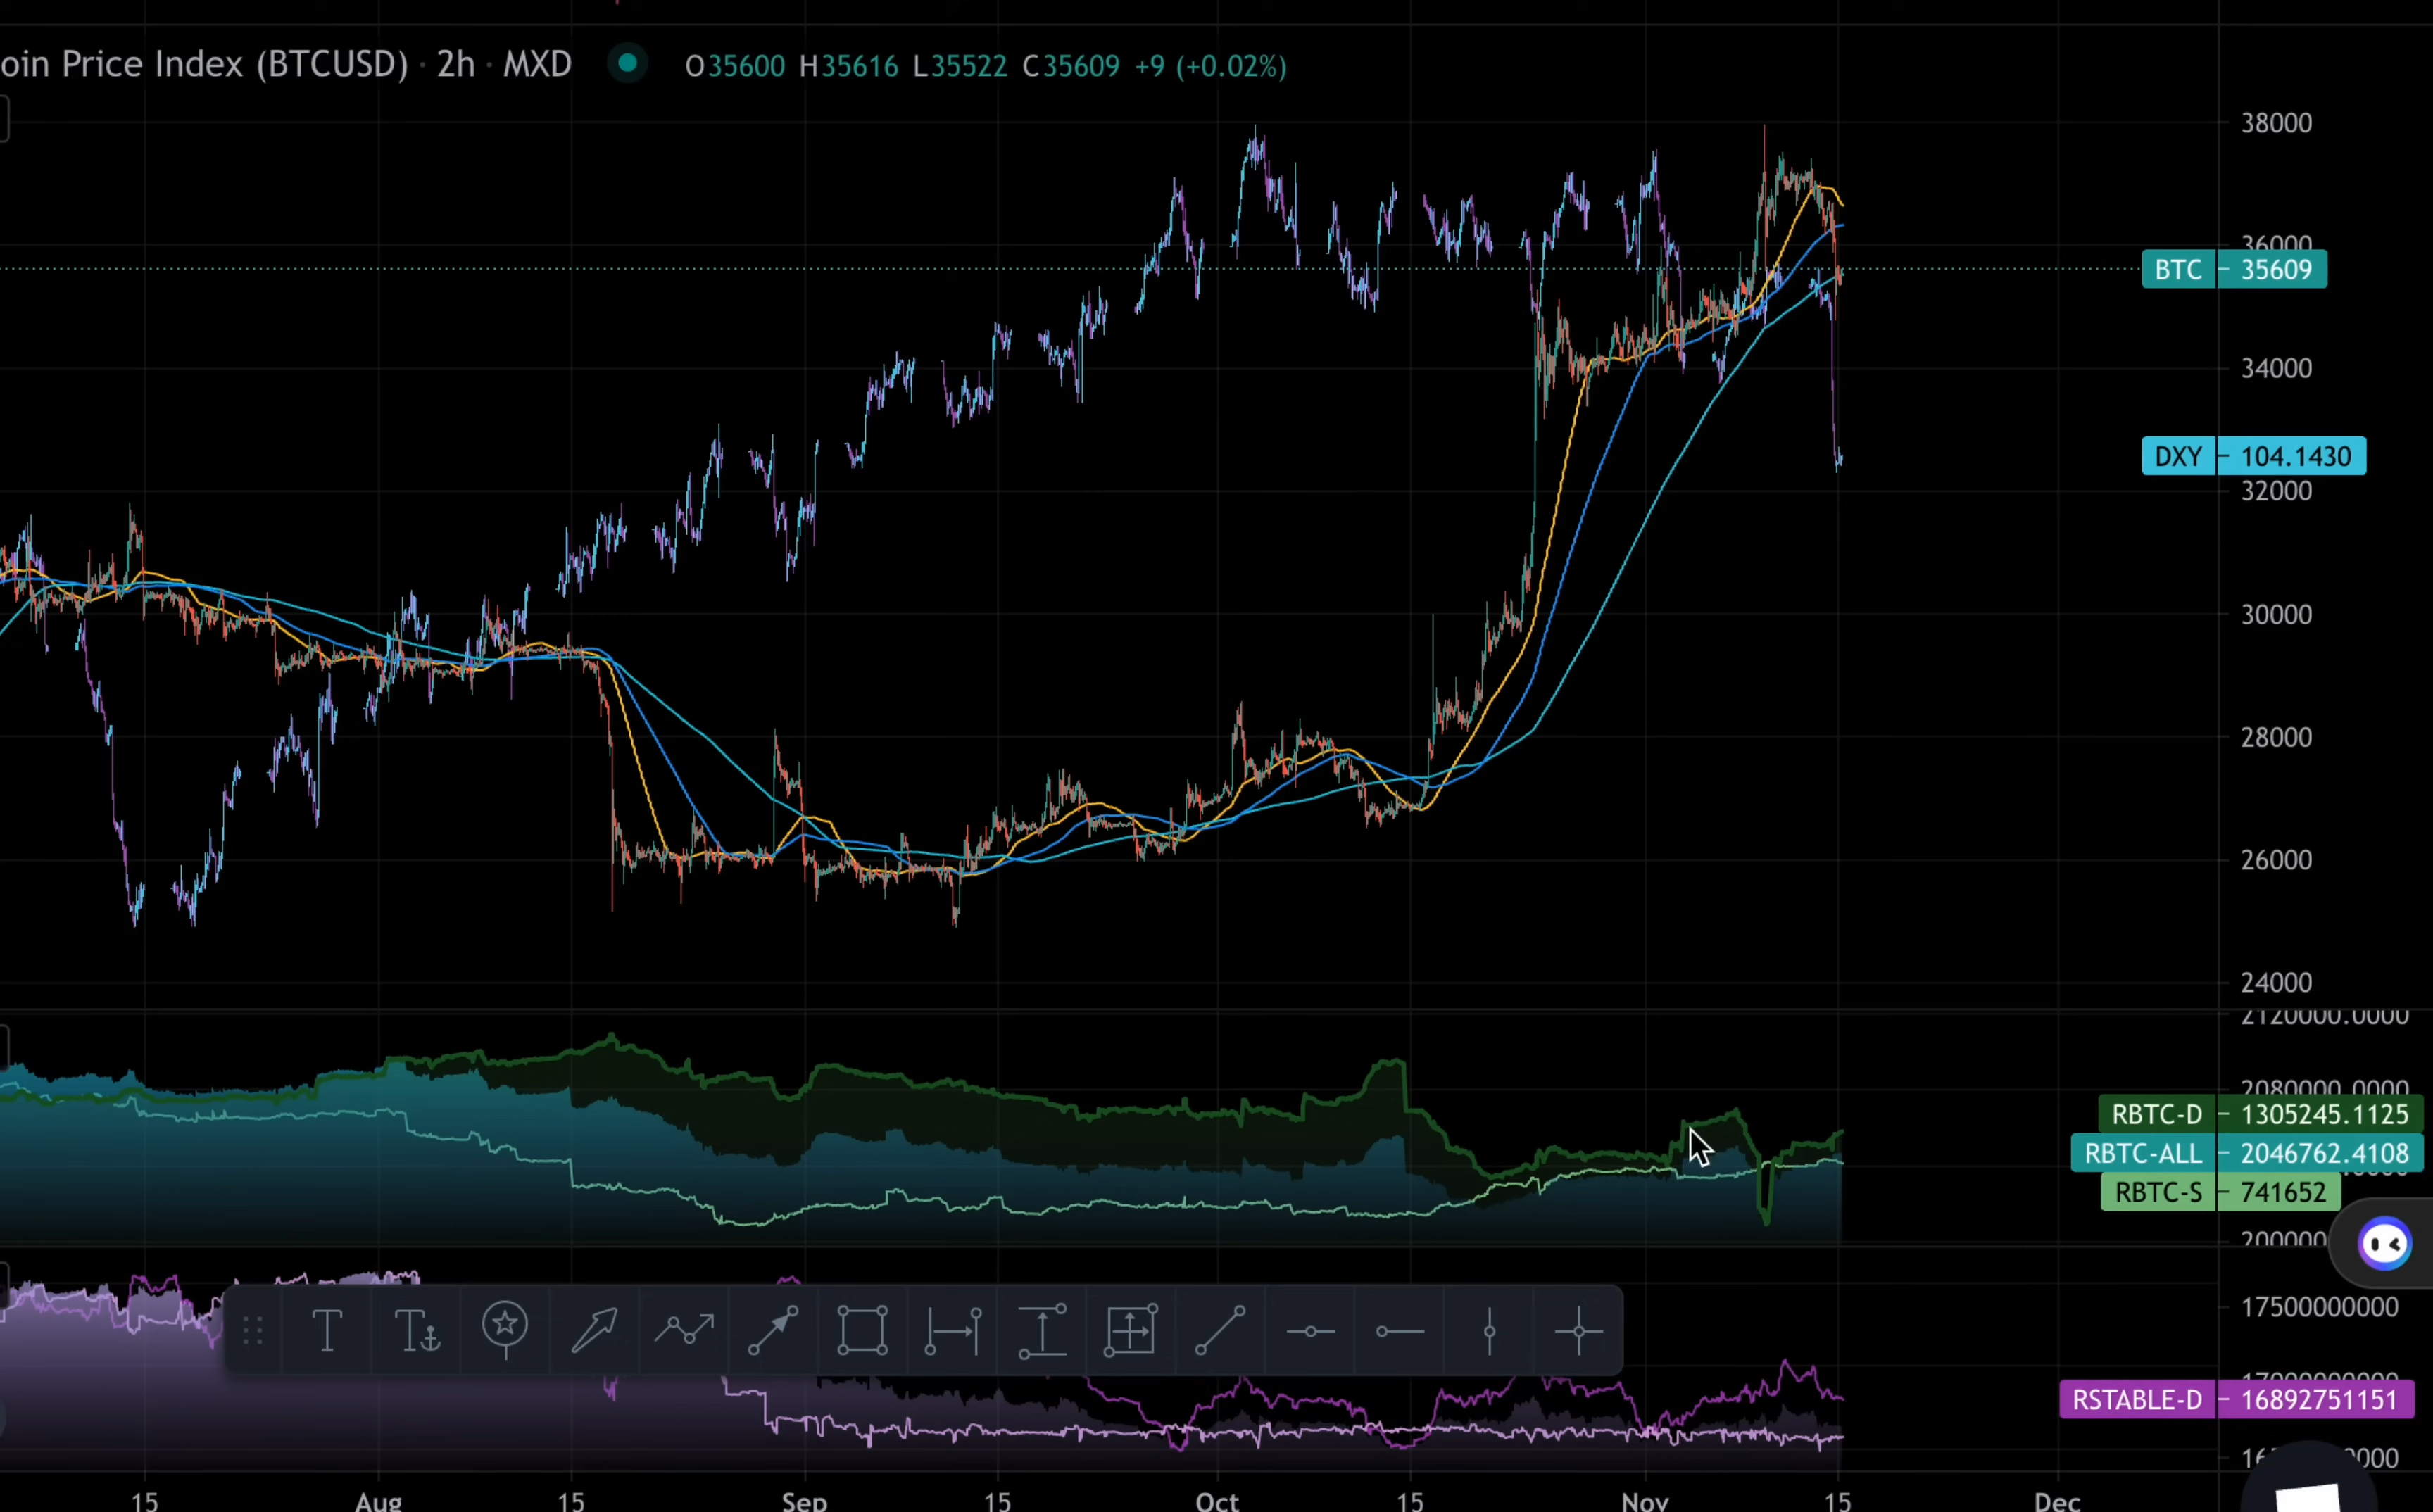 oin Price Index (BTCUSD) · 2h · MXD O35600 H35616 L35522 C35609 +9 (+0.02%)
38000
36000
BTC 35609
34000
DXY 104.1430
32000
30000
28000
26000
24000
2120000.0000
2080000.0000
RBTC-D 1305245.1125
RBTC-ALL 2046762.4108
RBTC-S 741652
17500000000
RSTABLE-D 16892751151
15 Aug 15 Sep 15 Oct 15 Nov 15 Dec